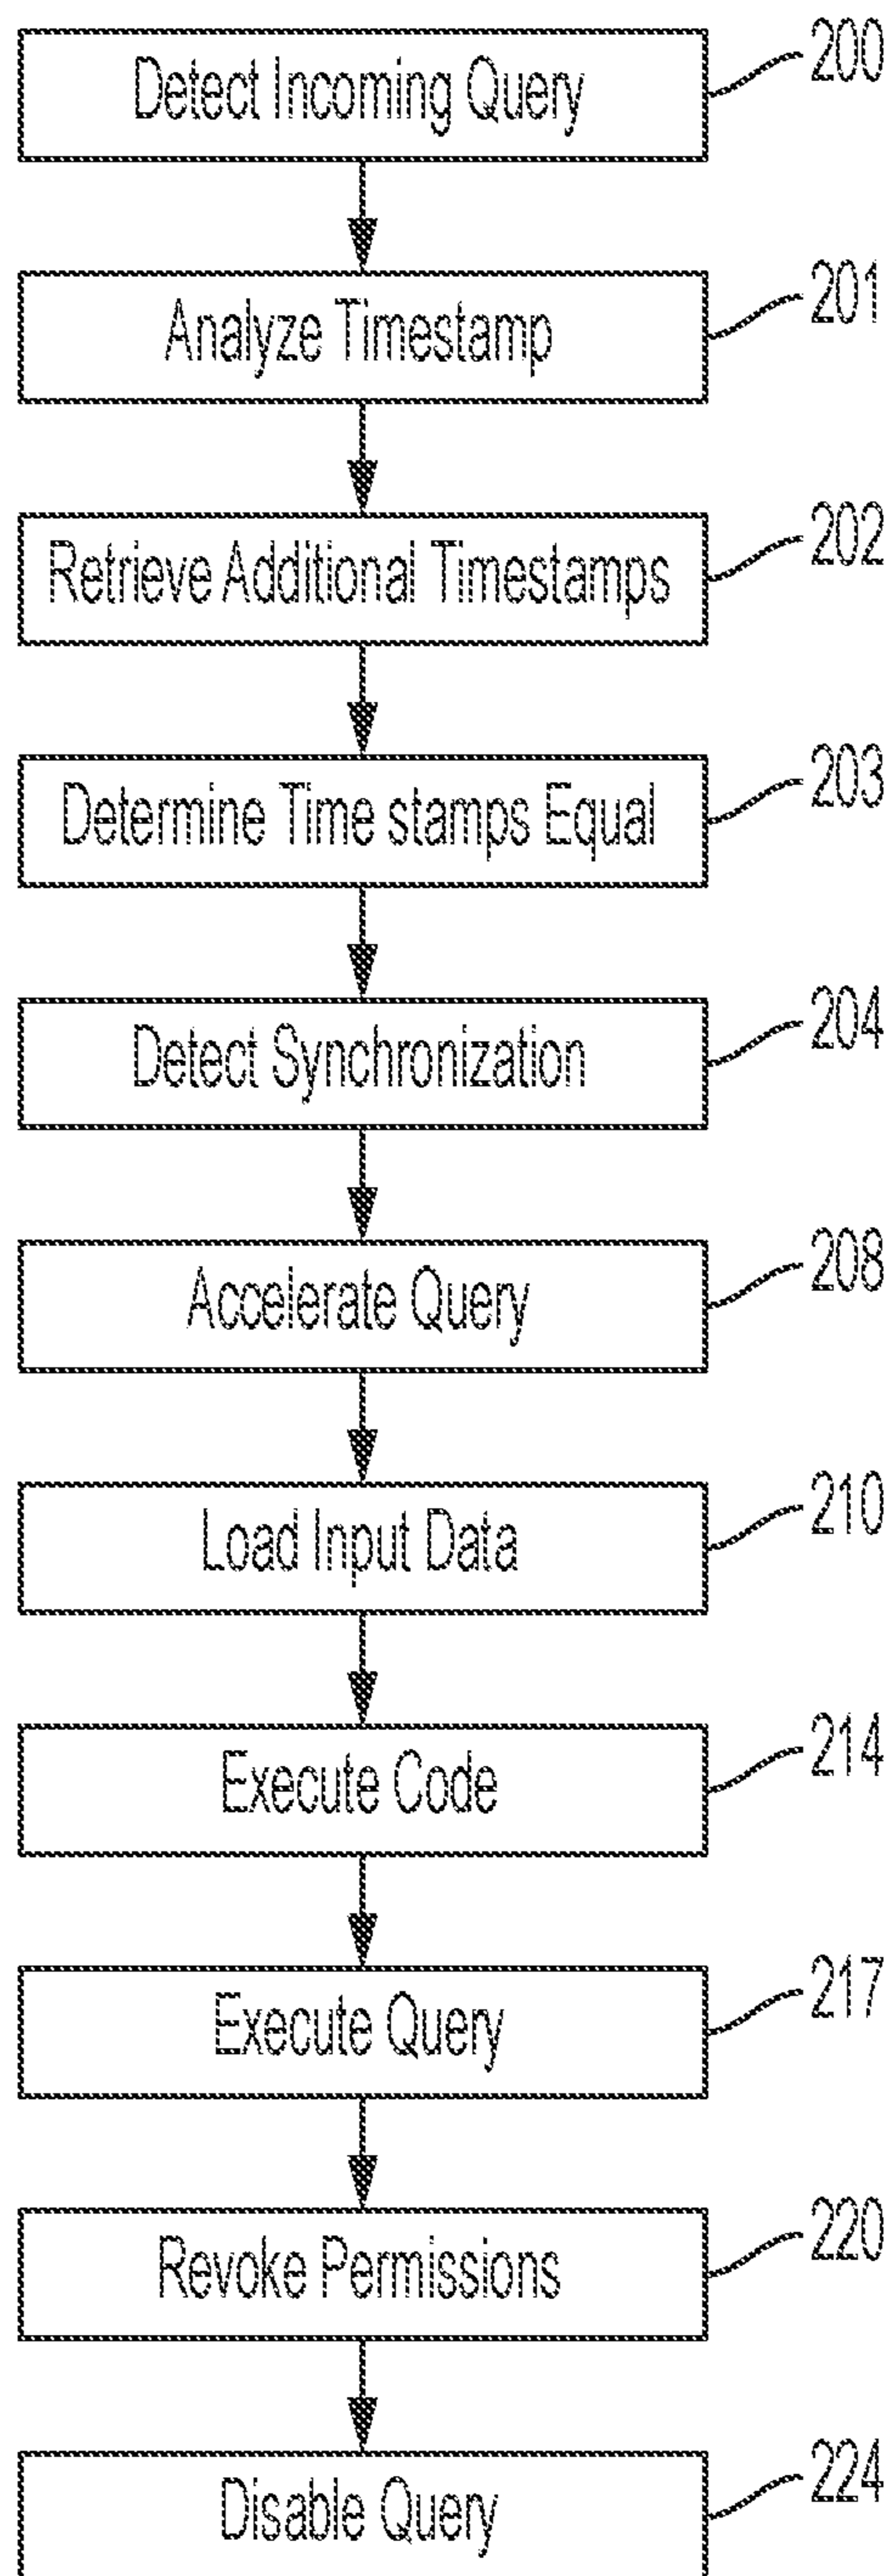 Detect Incoming Query 200
Analyze Timestamp 201
Retrieve Additional Timestamps 202
Determine Time stamps Equal 203
Detect Synchronization 204
Accelerate Query 208
Load Input Data 210
Execute Code 214
Execute Query 217
Revoke Permissions 220
Disable Query 224